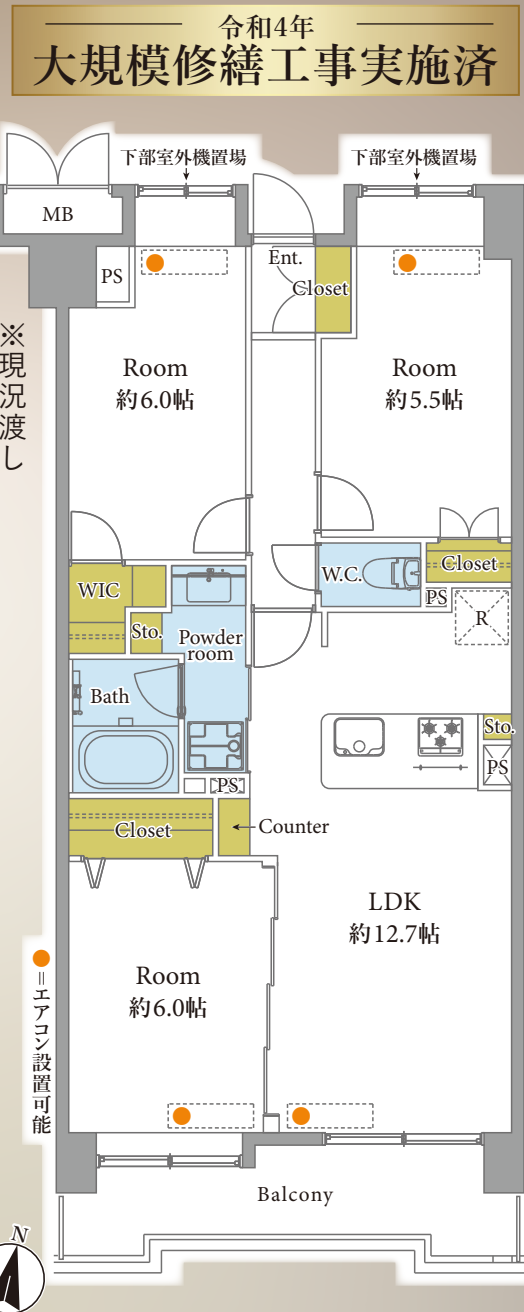 令和4年
大規模修繕工事実施済
下部室外機置場
下部室外機置場
MB
PS
Ent.
Closet
※現況渡し
Room
約6.0帖
Room
約5.5帖
W.C.
Closet
PS
R
WIC
Sto.
Powder
room
Bath
Sto.
PS
PS
Closet
Counter
LDK
約12.7帖
Room
約6.0帖
=エアコン設置可能
Balcony
N